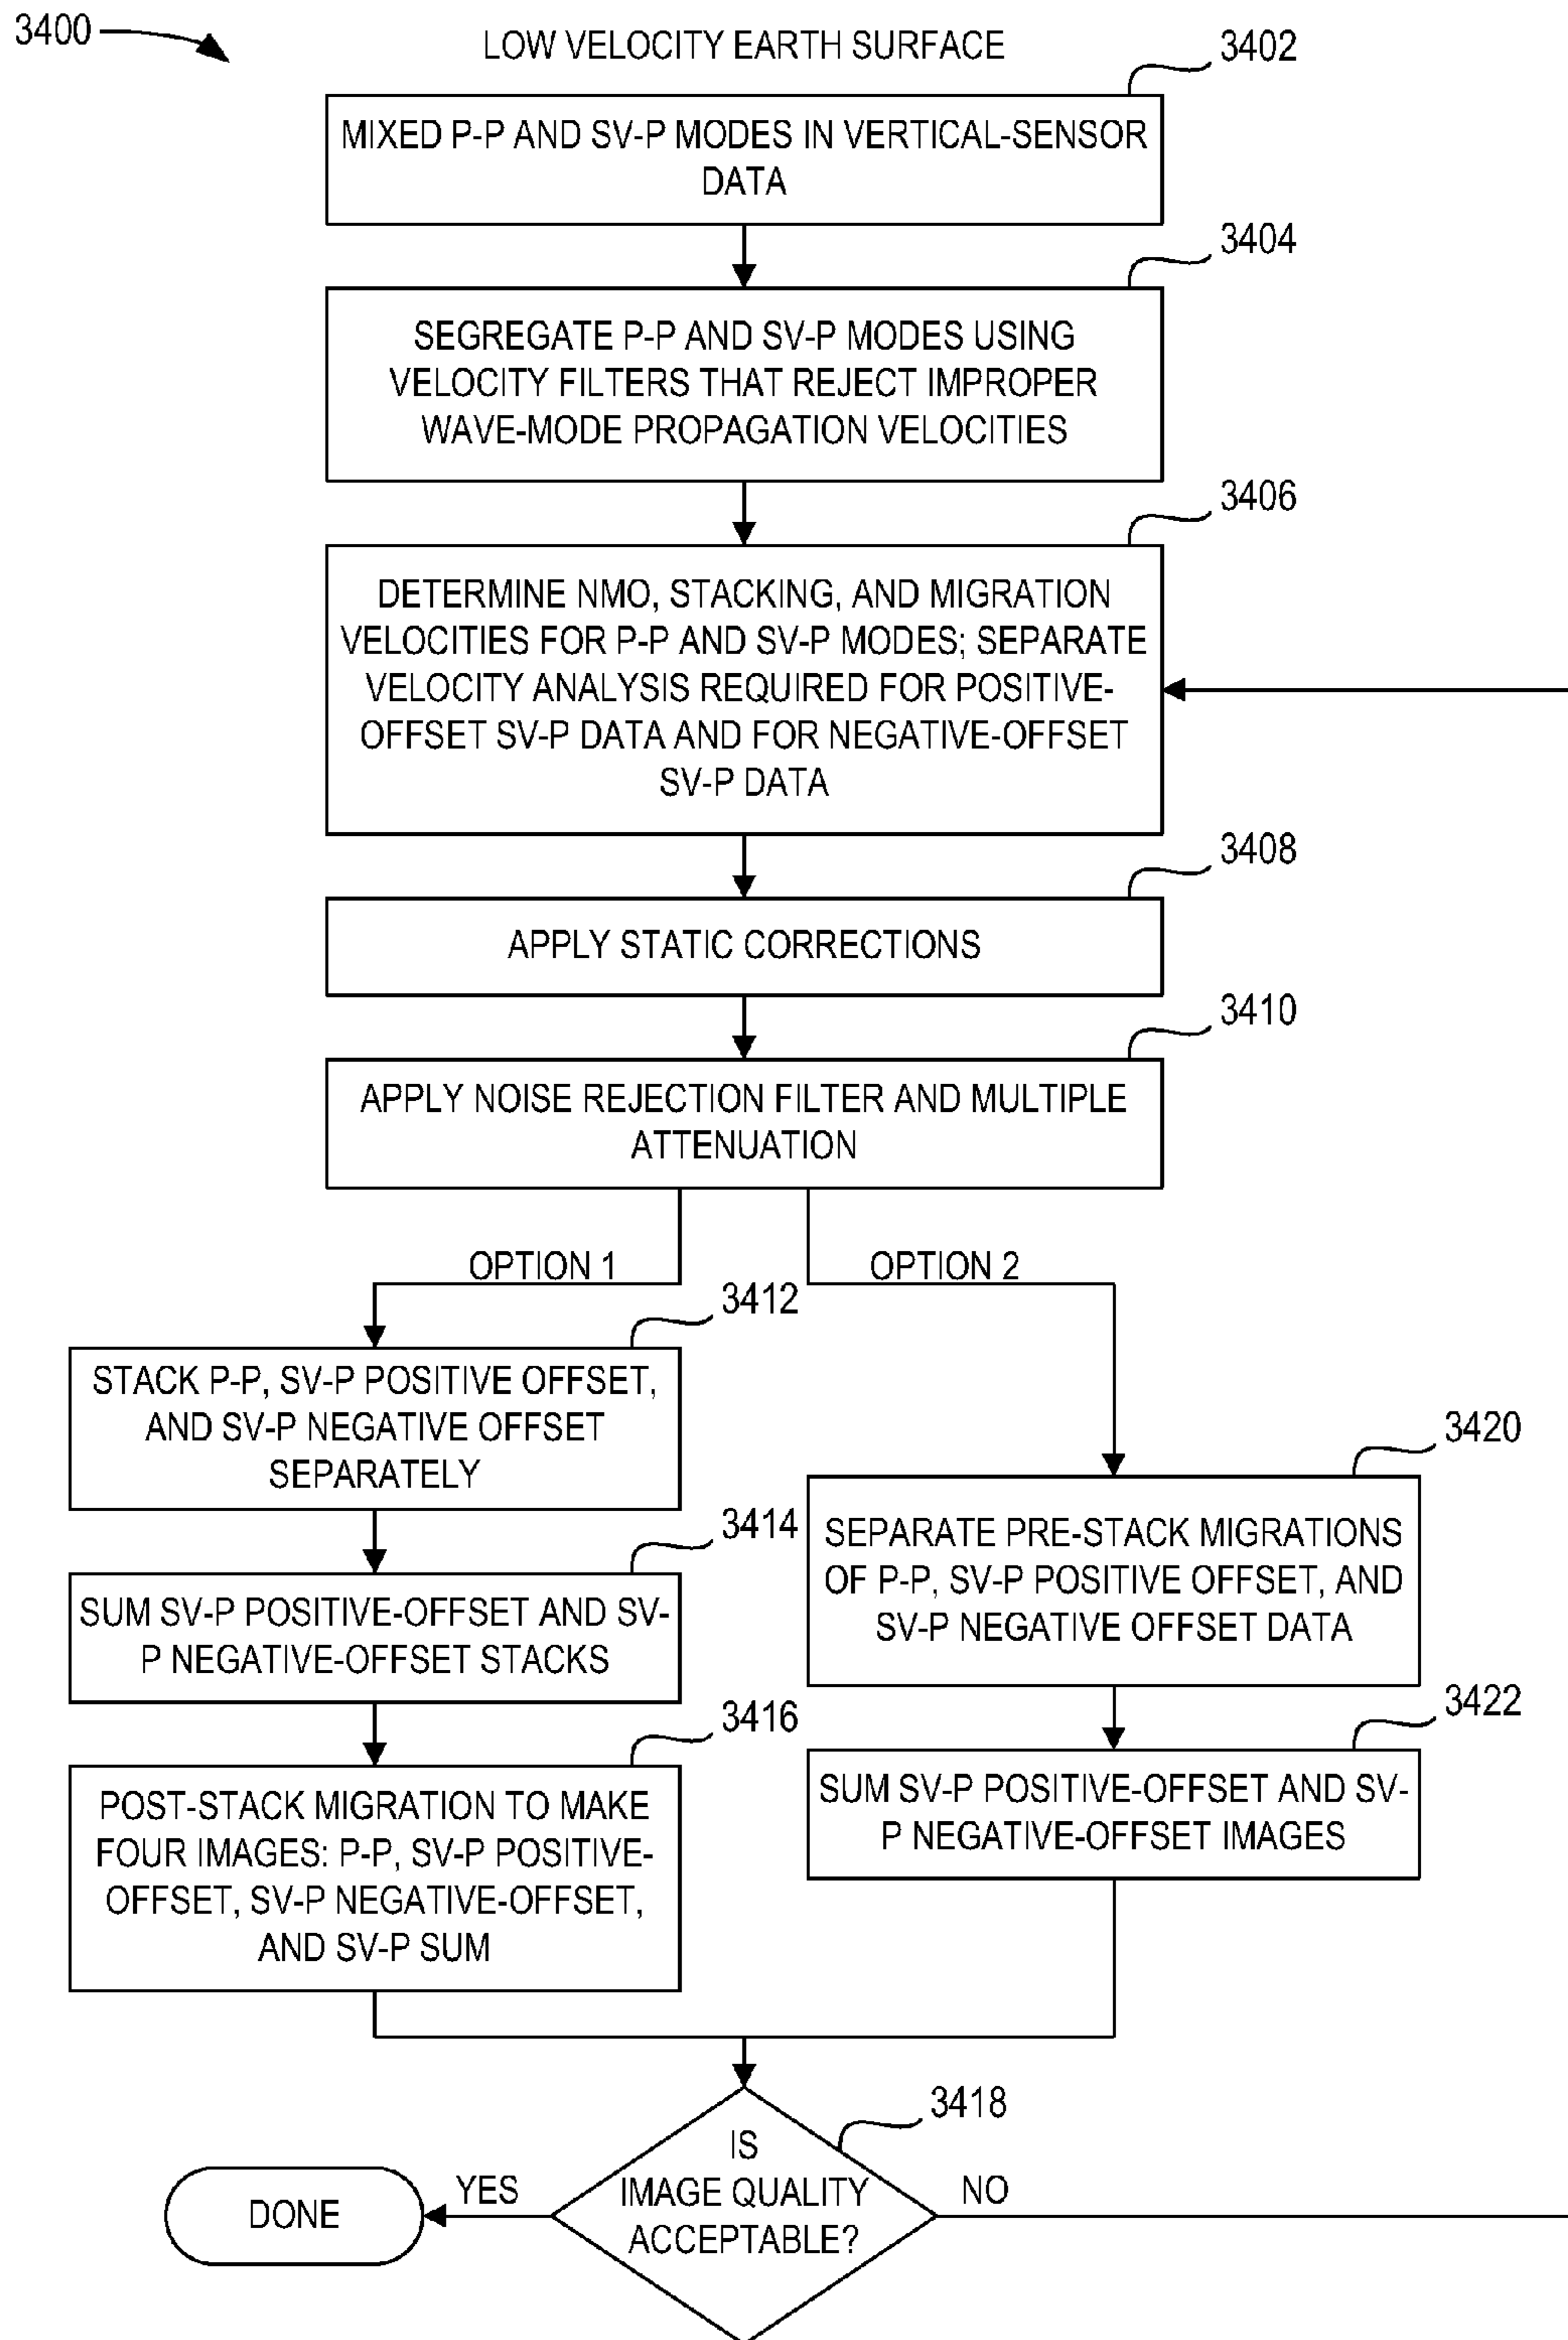 3400
LOW VELOCITY EARTH SURFACE
3402
MIXED P-P AND SV-P MODES IN VERTICAL-SENSOR
DATA
3404
SEGREGATE P-P AND SV-P MODES USING
VELOCITY FILTERS THAT REJECT IMPROPER
WAVE-MODE PROPAGATION VELOCITIES
3406
DETERMINE NMO, STACKING, AND MIGRATION
VELOCITIES FOR P-P AND SV-P MODES; SEPARATE
VELOCITY ANALYSIS REQUIRED FOR POSITIVE-
OFFSET SV-P DATA AND FOR NEGATIVE-OFFSET
SV-P DATA
3408
APPLY STATIC CORRECTIONS
3410
APPLY NOISE REJECTION FILTER AND MULTIPLE
ATTENUATION
OPTION 1
OPTION 2
3412
STACK P-P, SV-P POSITIVE OFFSET,
AND SV-P NEGATIVE OFFSET
SEPARATELY
3414
SUM SV-P POSITIVE-OFFSET AND SV-
P NEGATIVE-OFFSET STACKS
3416
POST-STACK MIGRATION TO MAKE
FOUR IMAGES: P-P, SV-P POSITIVE-
OFFSET, SV-P NEGATIVE-OFFSET,
AND SV-P SUM
3420
SEPARATE PRE-STACK MIGRATIONS
OF P-P, SV-P POSITIVE OFFSET, AND
SV-P NEGATIVE OFFSET DATA
3422
SUM SV-P POSITIVE-OFFSET AND SV-
P NEGATIVE-OFFSET IMAGES
3418
IS
IMAGE QUALITY
ACCEPTABLE?
YES
NO
DONE